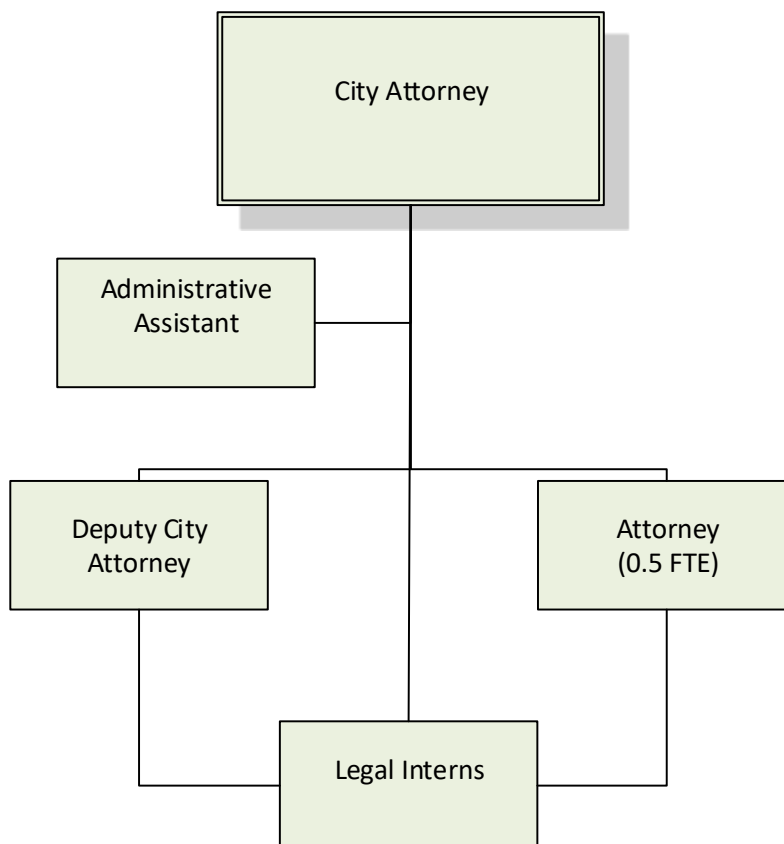 City Attorney
Administrative
Assistant
Deputy City
Attorney
Attorney
(0.5 FTE)
Legal Interns